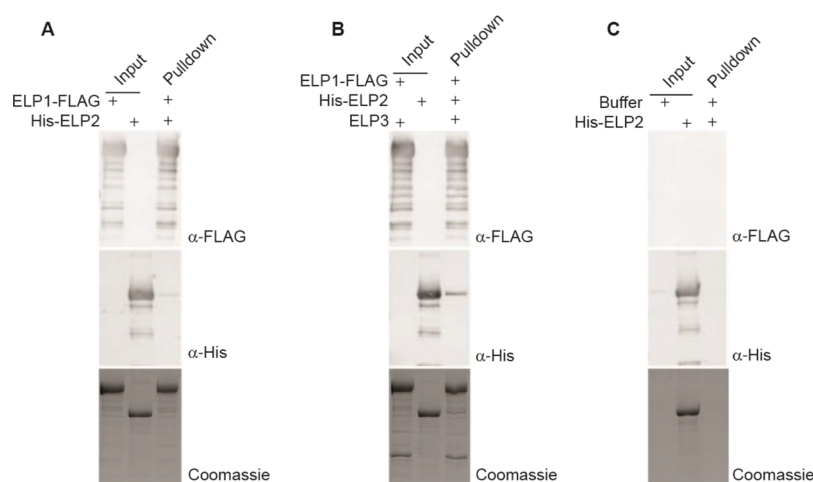 A
Input
Pulldown
ELP1-FLAG + +
His-ELP2 + +
α-FLAG
α-His
Coomassie
B
Input
Pulldown
ELP1-FLAG + +
His-ELP2 + +
ELP3 + +
α-FLAG
α-His
Coomassie
C
Input
Pulldown
Buffer + +
His-ELP2 + +
α-FLAG
α-His
Coomassie